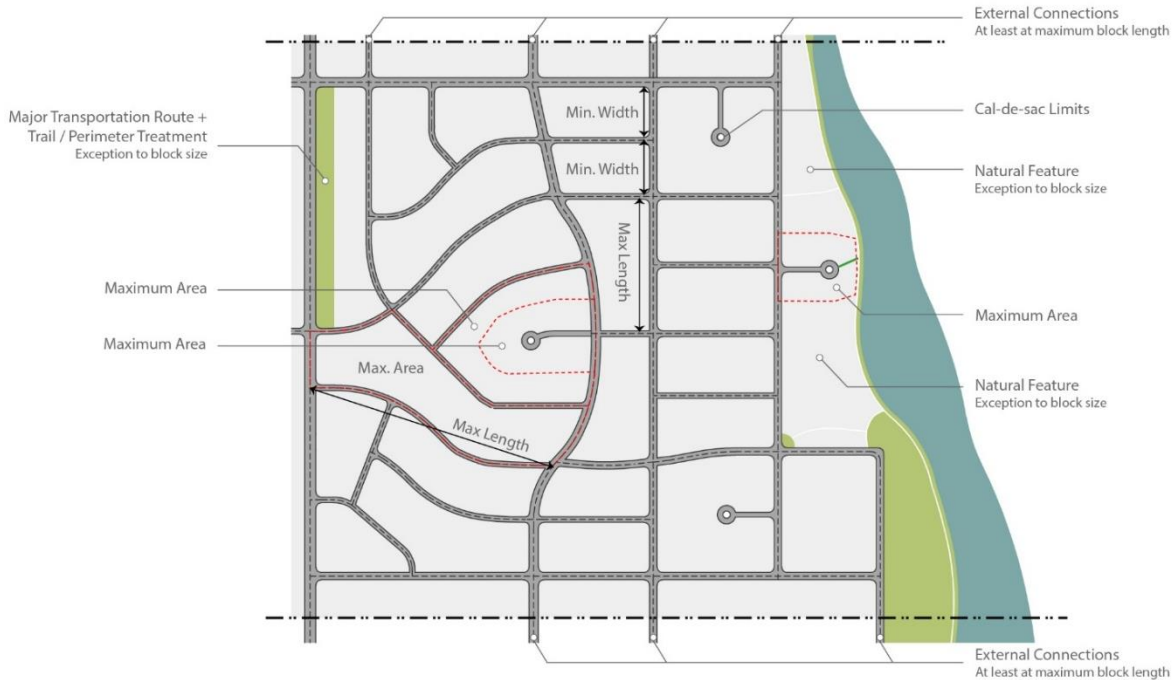 External Connections
At least at maximum block length
Major Transportation Route +
Trail / Perimeter Treatment
Exception to block size
Min. Width
Cal-de-sac Limits
Min. Width
Natural Feature
Exception to block size
Max Length
Maximum Area
Maximum Area
Maximum Area
Max. Area
Natural Feature
Exception to block size
Max Length
External Connections
At least at maximum block length